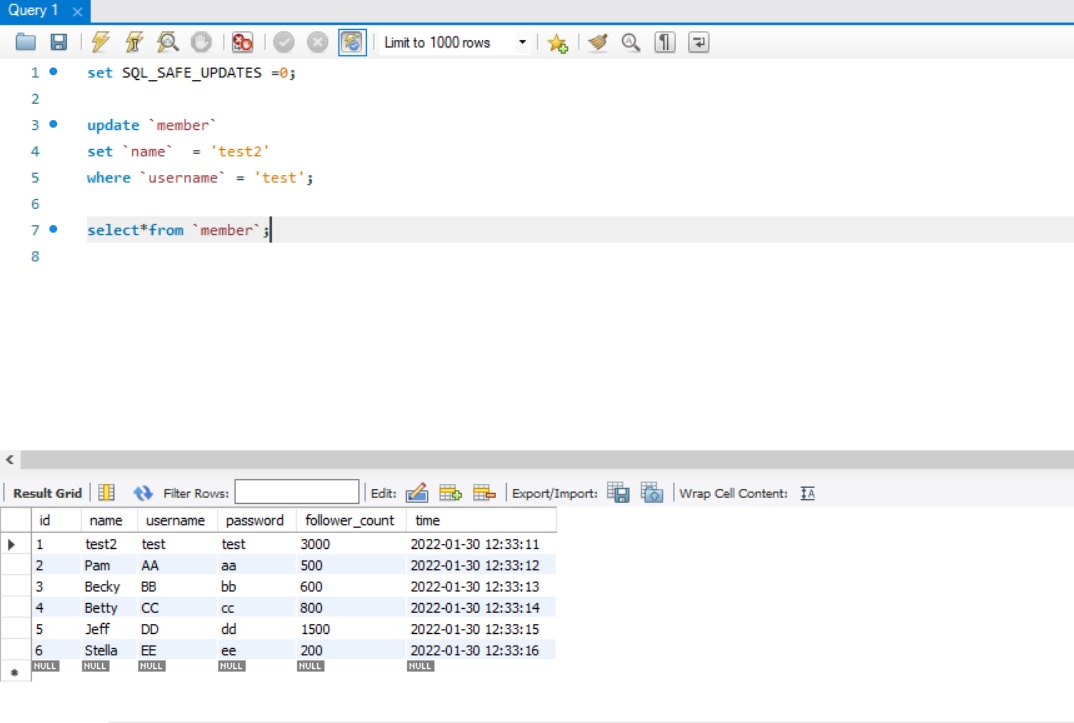 Query 1
Limit to 1000 rows
1 set SQL_SAFE_UPDATES =0;
2
3 update `member`
4 set `name`  = 'test2'
5 where `username` = 'test';
6
7 select*from `member`;
8
Result Grid Filter Rows: Edit: Export/Import: Wrap Cell Content: IA
id name username password follower_count time
1 test2 test test 3000 2022-01-30 12:33:11
2 Pam AA aa 500 2022-01-30 12:33:12
3 Becky BB bb 600 2022-01-30 12:33:13
4 Betty CC cc 800 2022-01-30 12:33:14
5 Jeff DD dd 1500 2022-01-30 12:33:15
6 Stella EE ee 200 2022-01-30 12:33:16
NULL NULL NULL NULL NULL NULL